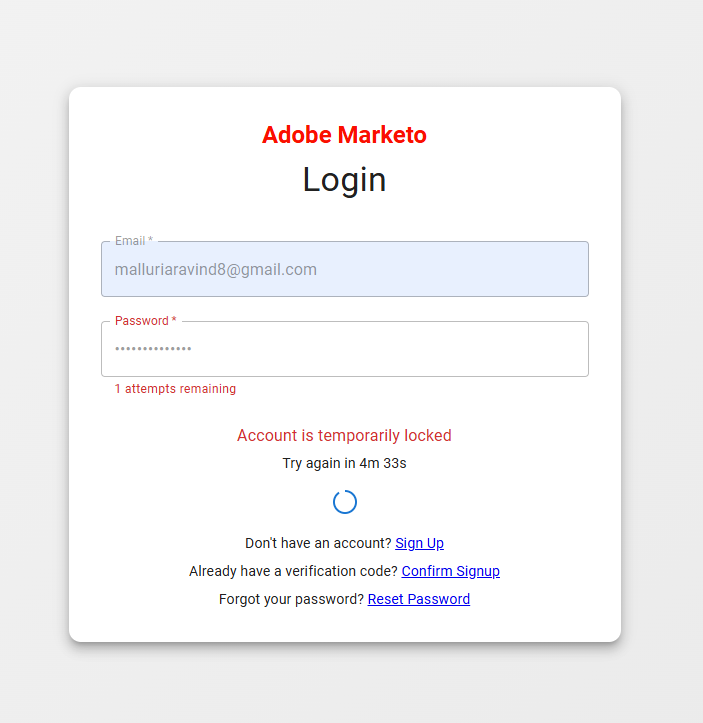 Adobe Marketo
Login
Email *
malluriaravind8@gmail.com
Password *
••••••••••••••
1 attempts remaining
Account is temporarily locked
Try again in 4m 33s
Don't have an account? Sign Up
Already have a verification code? Confirm Signup
Forgot your password? Reset Password